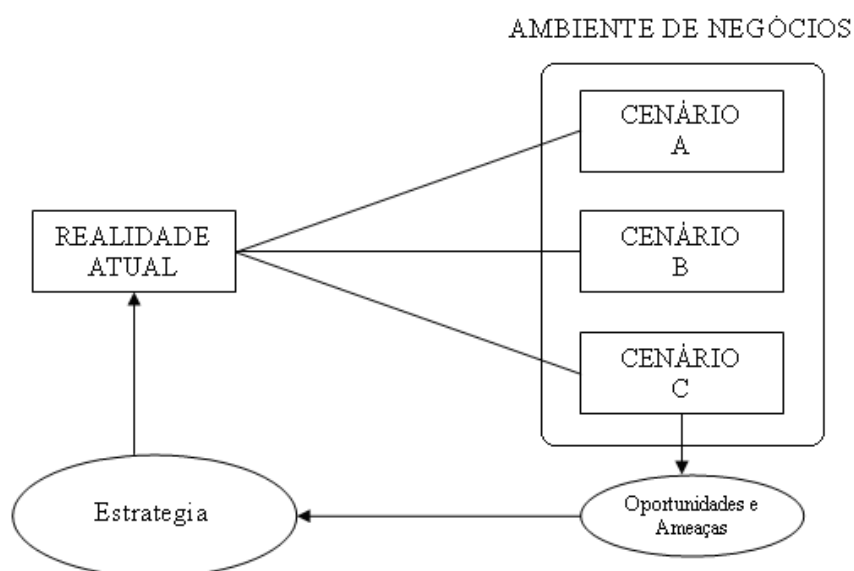 AMBIENTE DE NEGÓCIOS
CENÁRIO
A
REALIDADE
ATUAL
CENÁRIO
B
CENÁRIO
C
Estrategia
Oportunidades e
Ameaças